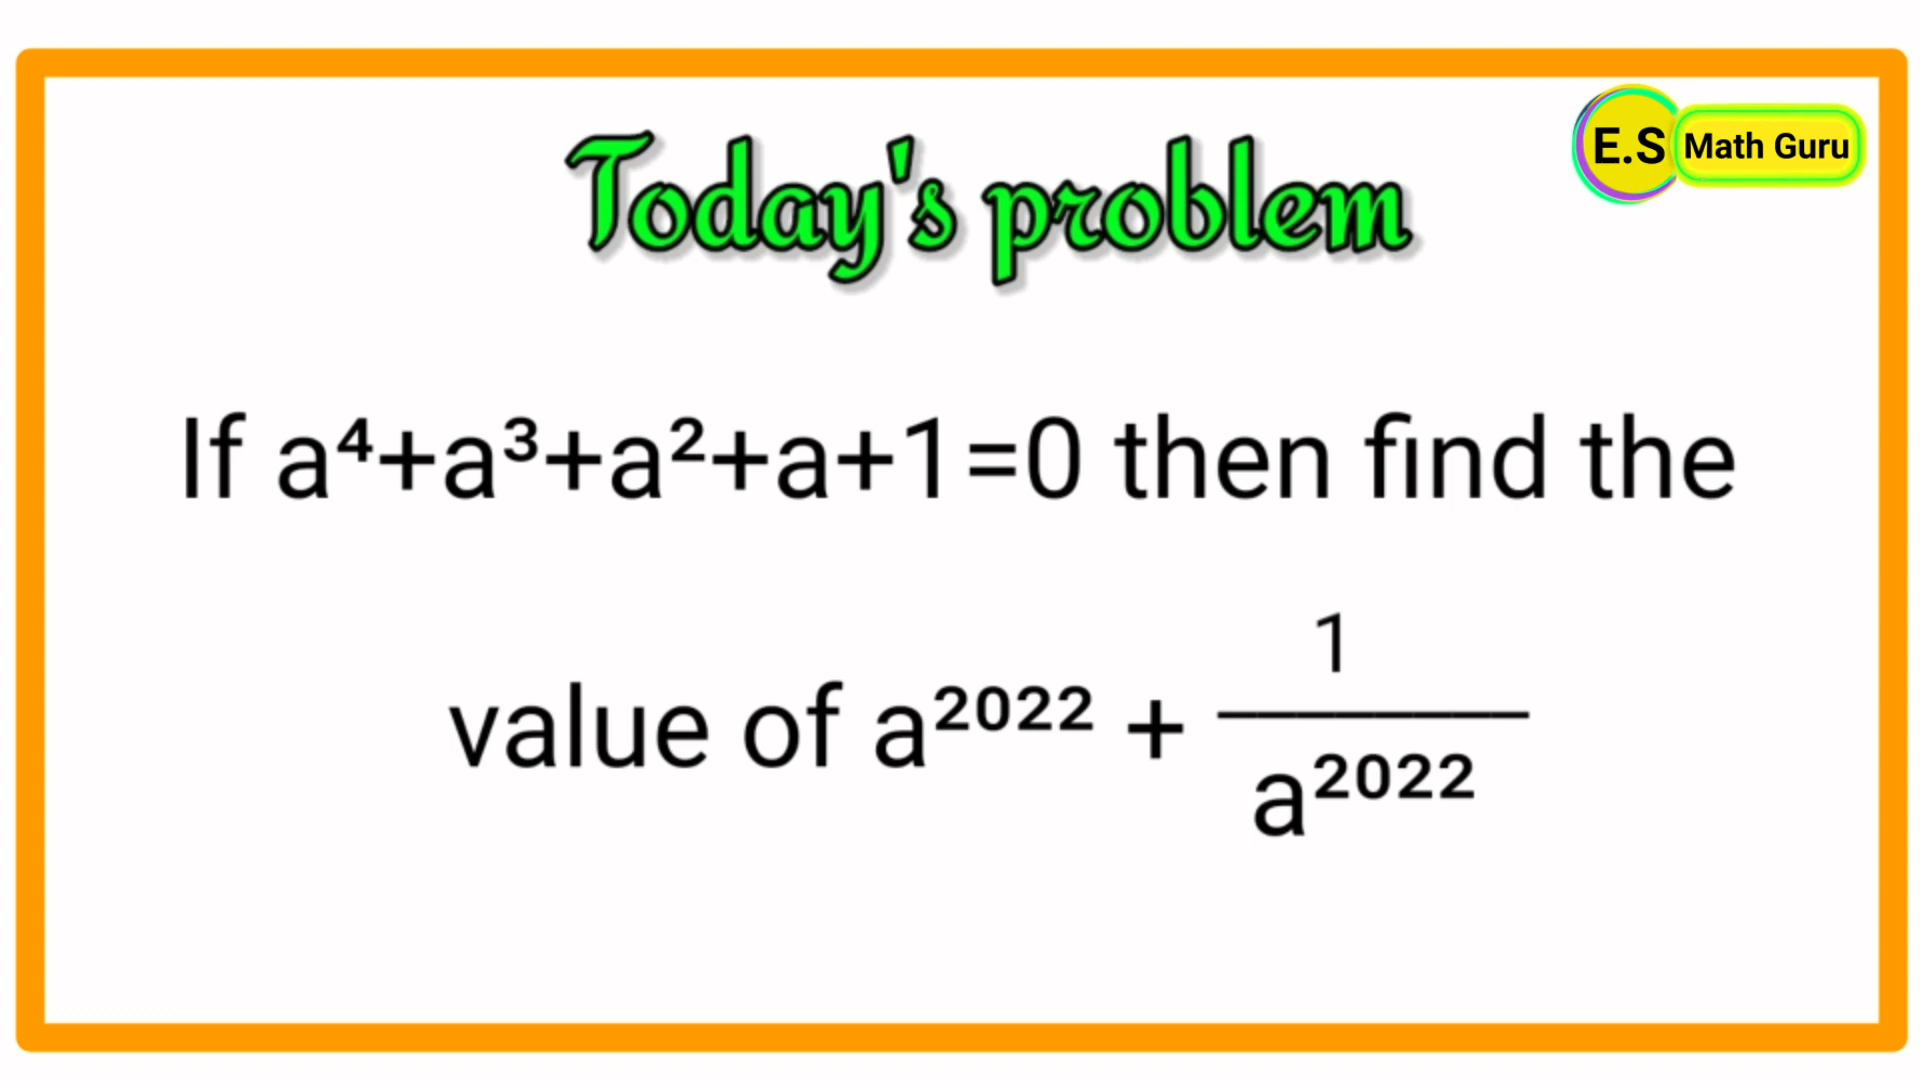 E.S Math Guru
Today's problem
If a⁴+a³+a²+a+1=0 then find the
value of a²⁰²² + 1
a²⁰²²